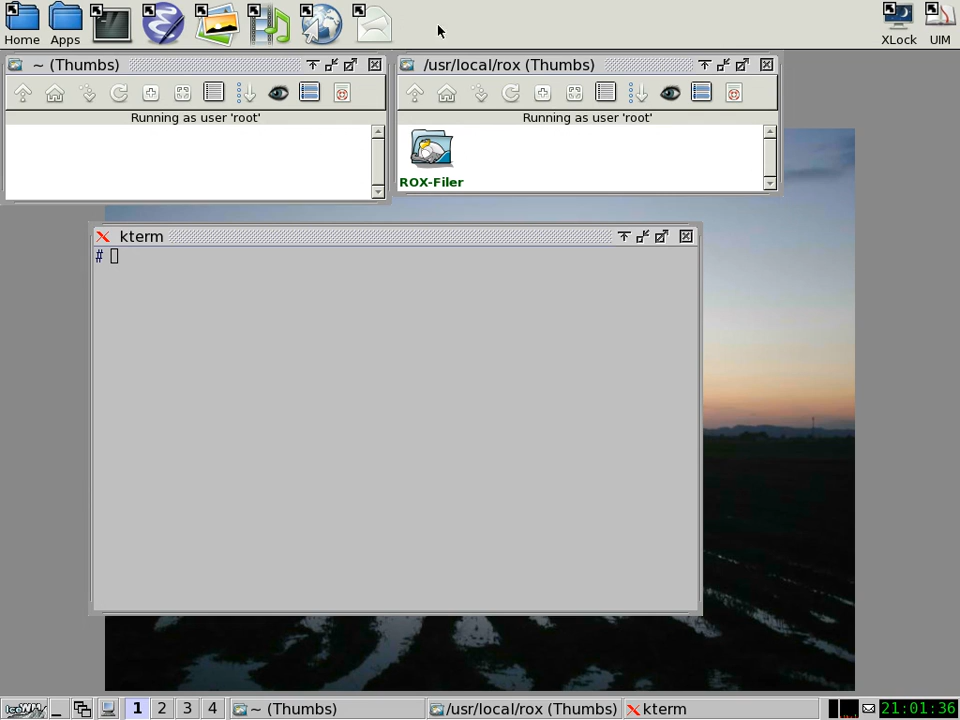 Home Apps XLock UIM
~ (Thumbs)
Running as user 'root'
/usr/local/rox (Thumbs)
Running as user 'root'
ROX-Filer
kterm
#
IceWM 1 2 3 4 ~ (Thumbs) /usr/local/rox (Thumbs) kterm 21:01:36